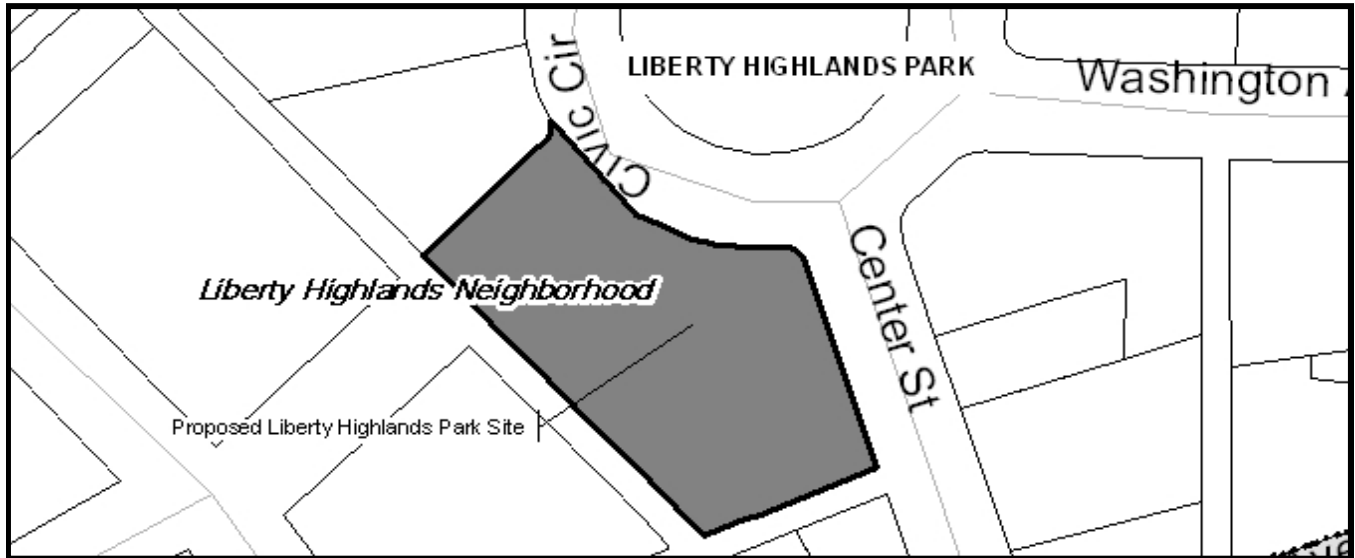 LIBERTY HIGHLANDS PARK
Civic Cir
Washington
Center St
Liberty Highlands Neighborhood
Proposed Liberty Highlands Park Site